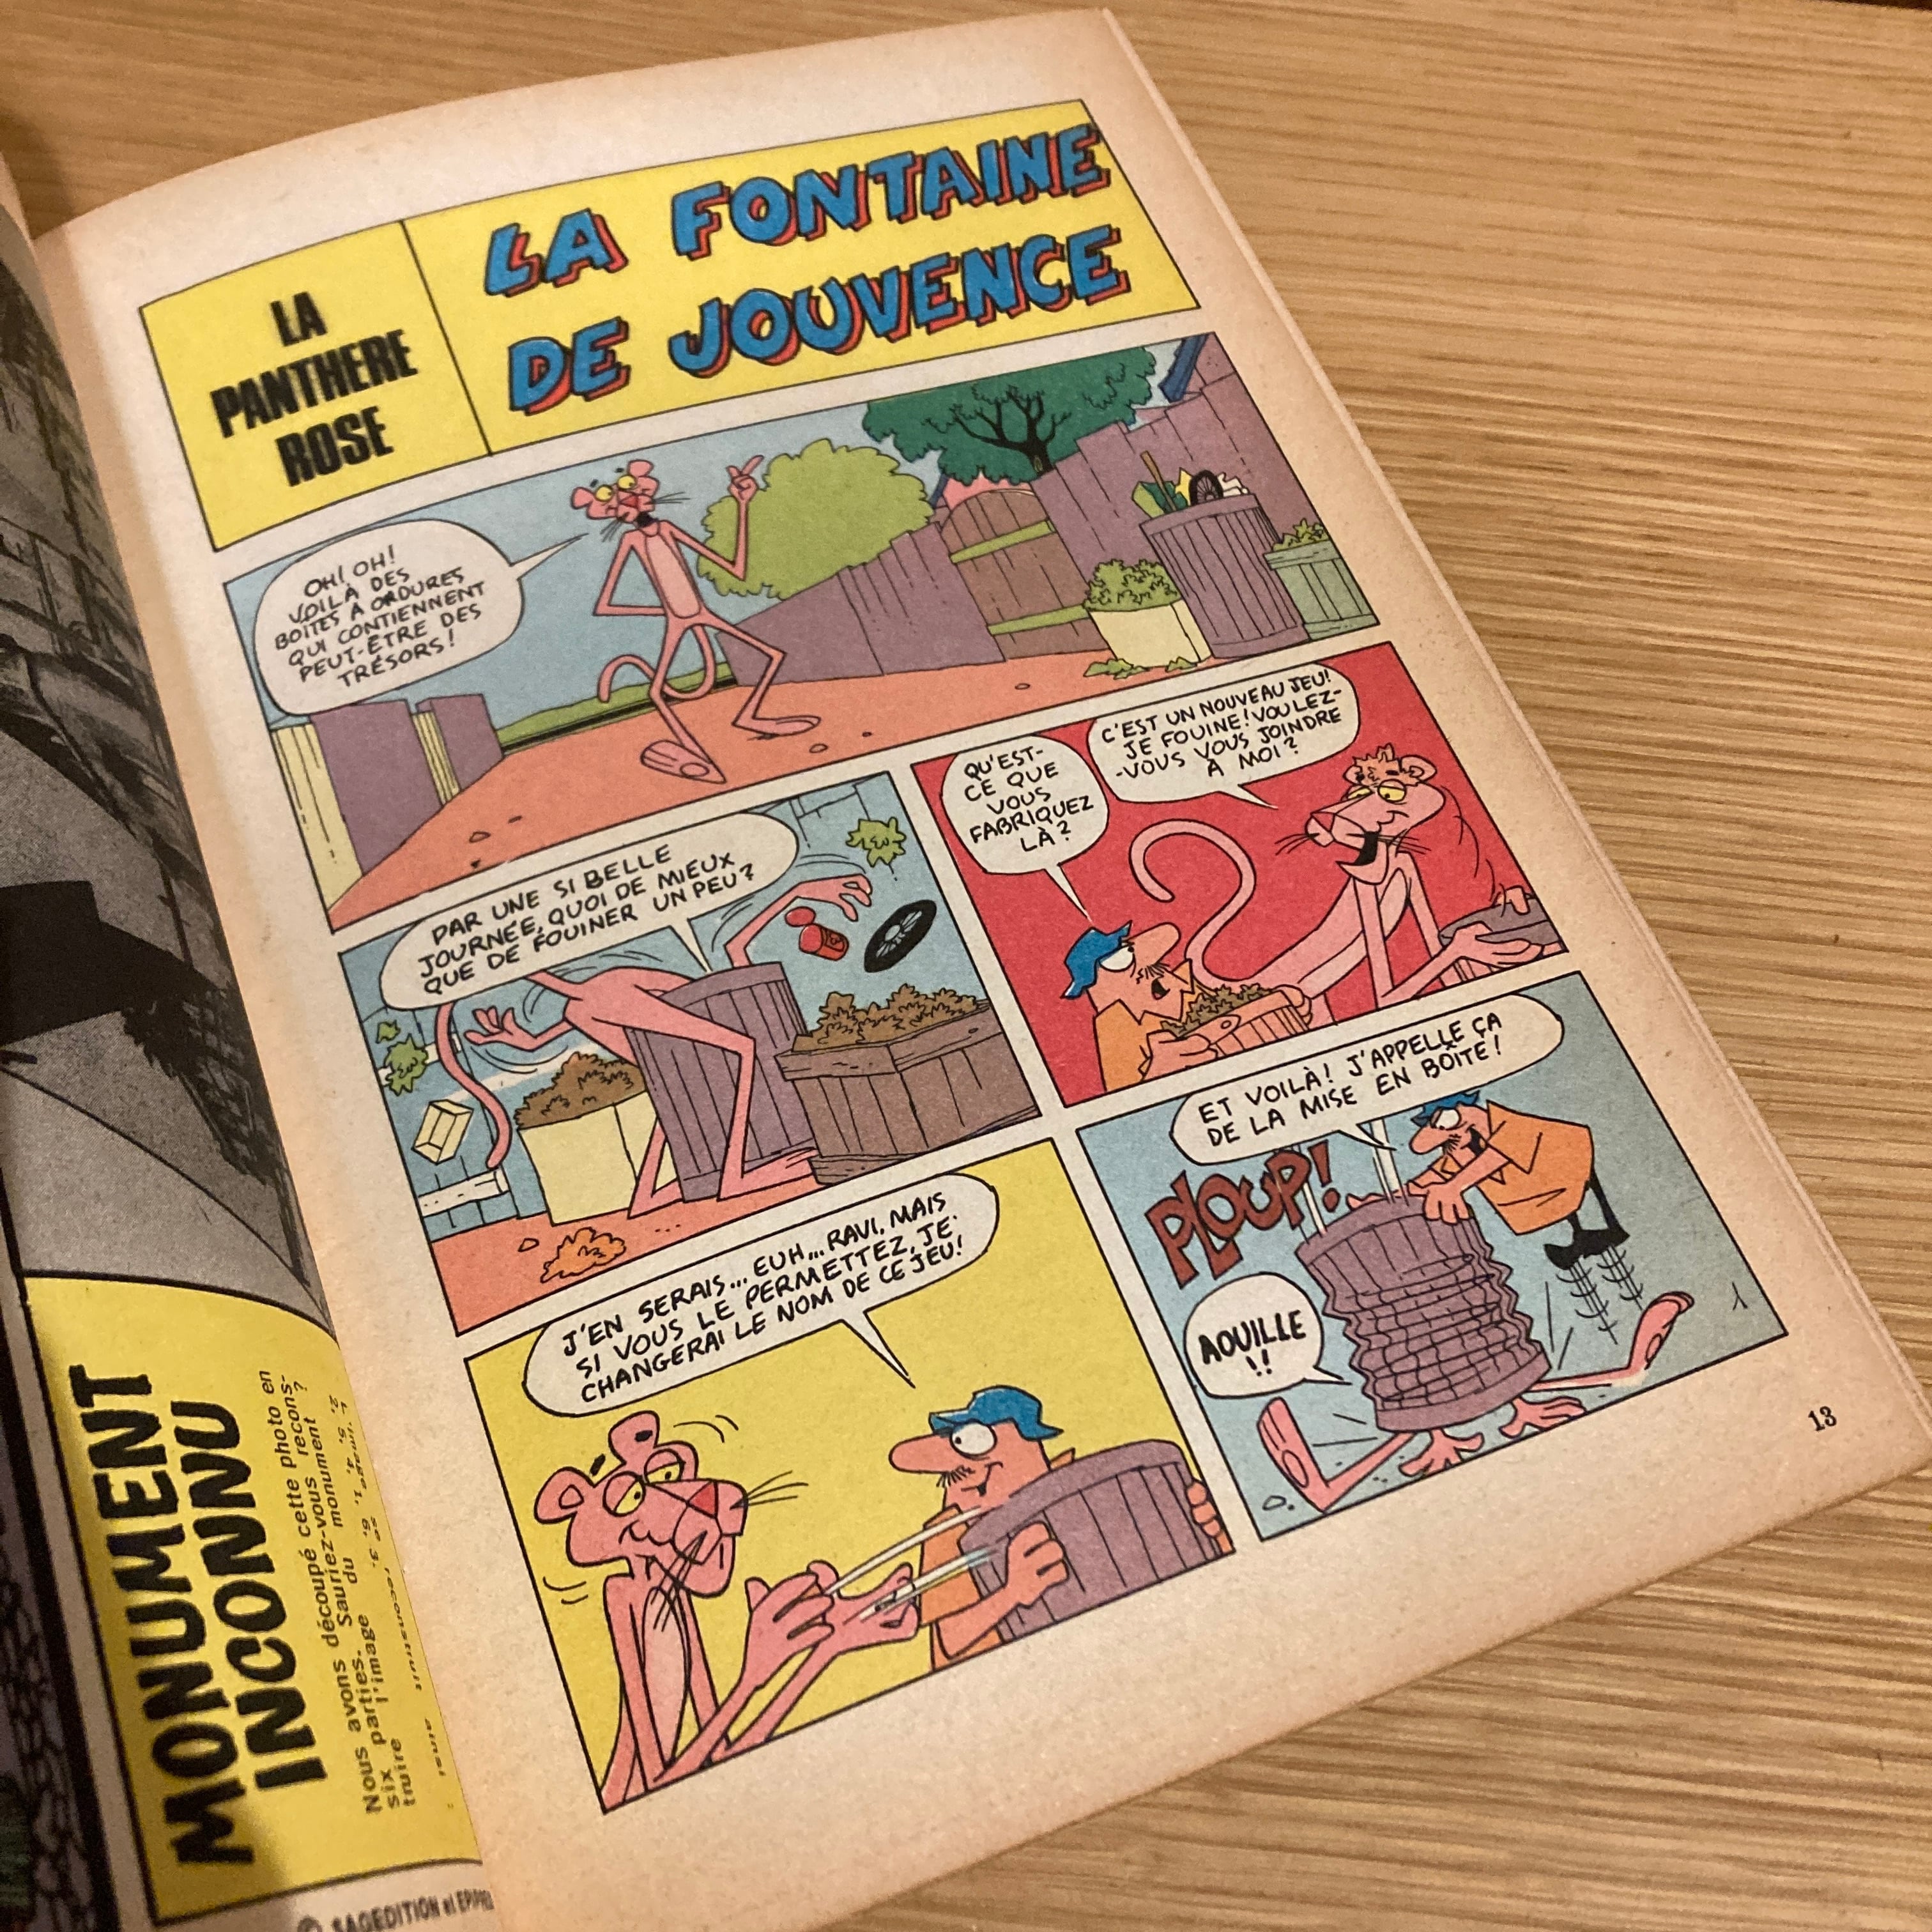 LA
PANTHERE
ROSE
LA FONTAINE
DE JOUVENCE
OH! OH!
VOILÀ DES
BOÎTES À ORDURES
QUI CONTIENNENT
PEUT-ÊTRE DES
TRÉSORS!
PAR UNE SI BELLE
JOURNÉE, QUOI DE MIEUX
QUE DE FOUINER UN PEU?
QU'EST-
CE QUE
VOUS
FABRIQUEZ
LÀ?
C'EST UN NOUVEAU JEU!
JE FOUINE! VOULEZ-
-VOUS VOUS JOINDRE
À MOI?
J'EN SERAIS... EUH... RAVI, MAIS
SI VOUS LE PERMETTEZ, JE
CHANGERAI LE NOM DE CE JEU!
ET VOILÀ! J'APPELLE ÇA
DE LA MISE EN BOÎTE!
PLOUP!
AOUILLE
!!
1
13
MONUMENT
INCONNU
Nous avons découpé cette photo en
six parties. Sauriez-vous recons-
truire l'image du monument ?
© SAGEDITION et